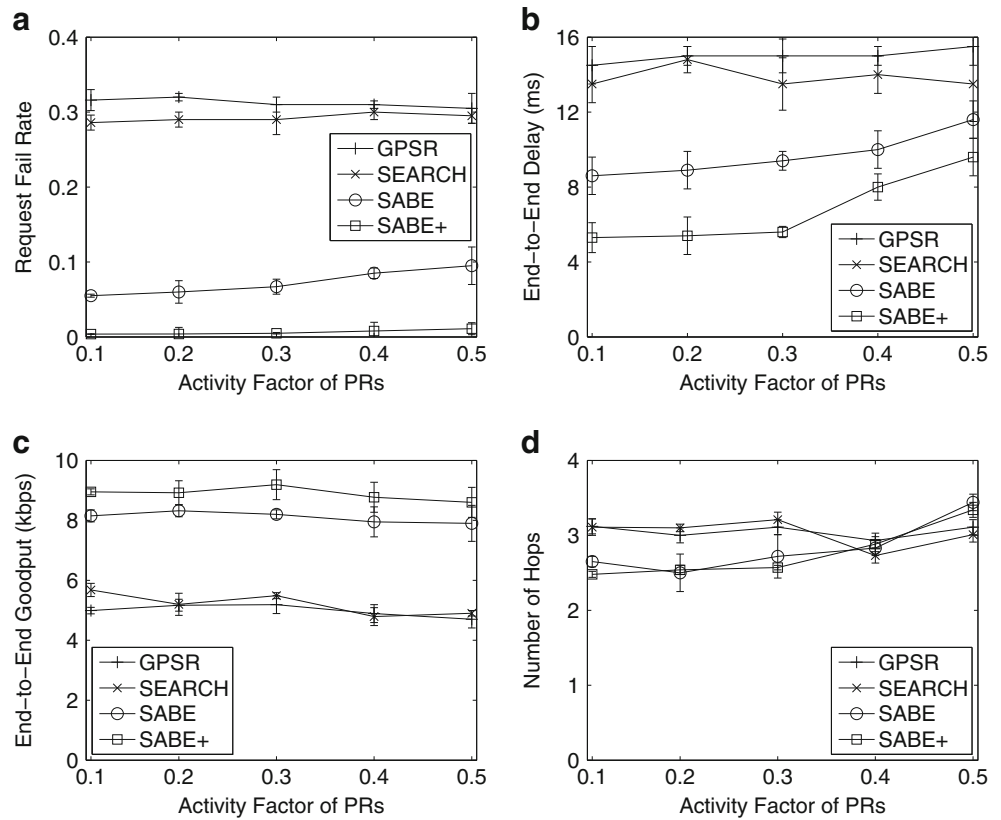 a
0.4
0.3
0.2
0.1
0
Request Fail Rate
GPSR
SEARCH
SABE
SABE+
0.1 0.2 0.3 0.4 0.5
Activity Factor of PRs
b
16
12
8
4
0
End-to-End Delay (ms)
GPSR
SEARCH
SABE
SABE+
0.1 0.2 0.3 0.4 0.5
Activity Factor of PRs
c
10
8
6
4
2
0
End-to-End Goodput (kbps)
GPSR
SEARCH
SABE
SABE+
0.1 0.2 0.3 0.4 0.5
Activity Factor of PRs
d
4
3
2
1
0
Number of Hops
GPSR
SEARCH
SABE
SABE+
0.1 0.2 0.3 0.4 0.5
Activity Factor of PRs